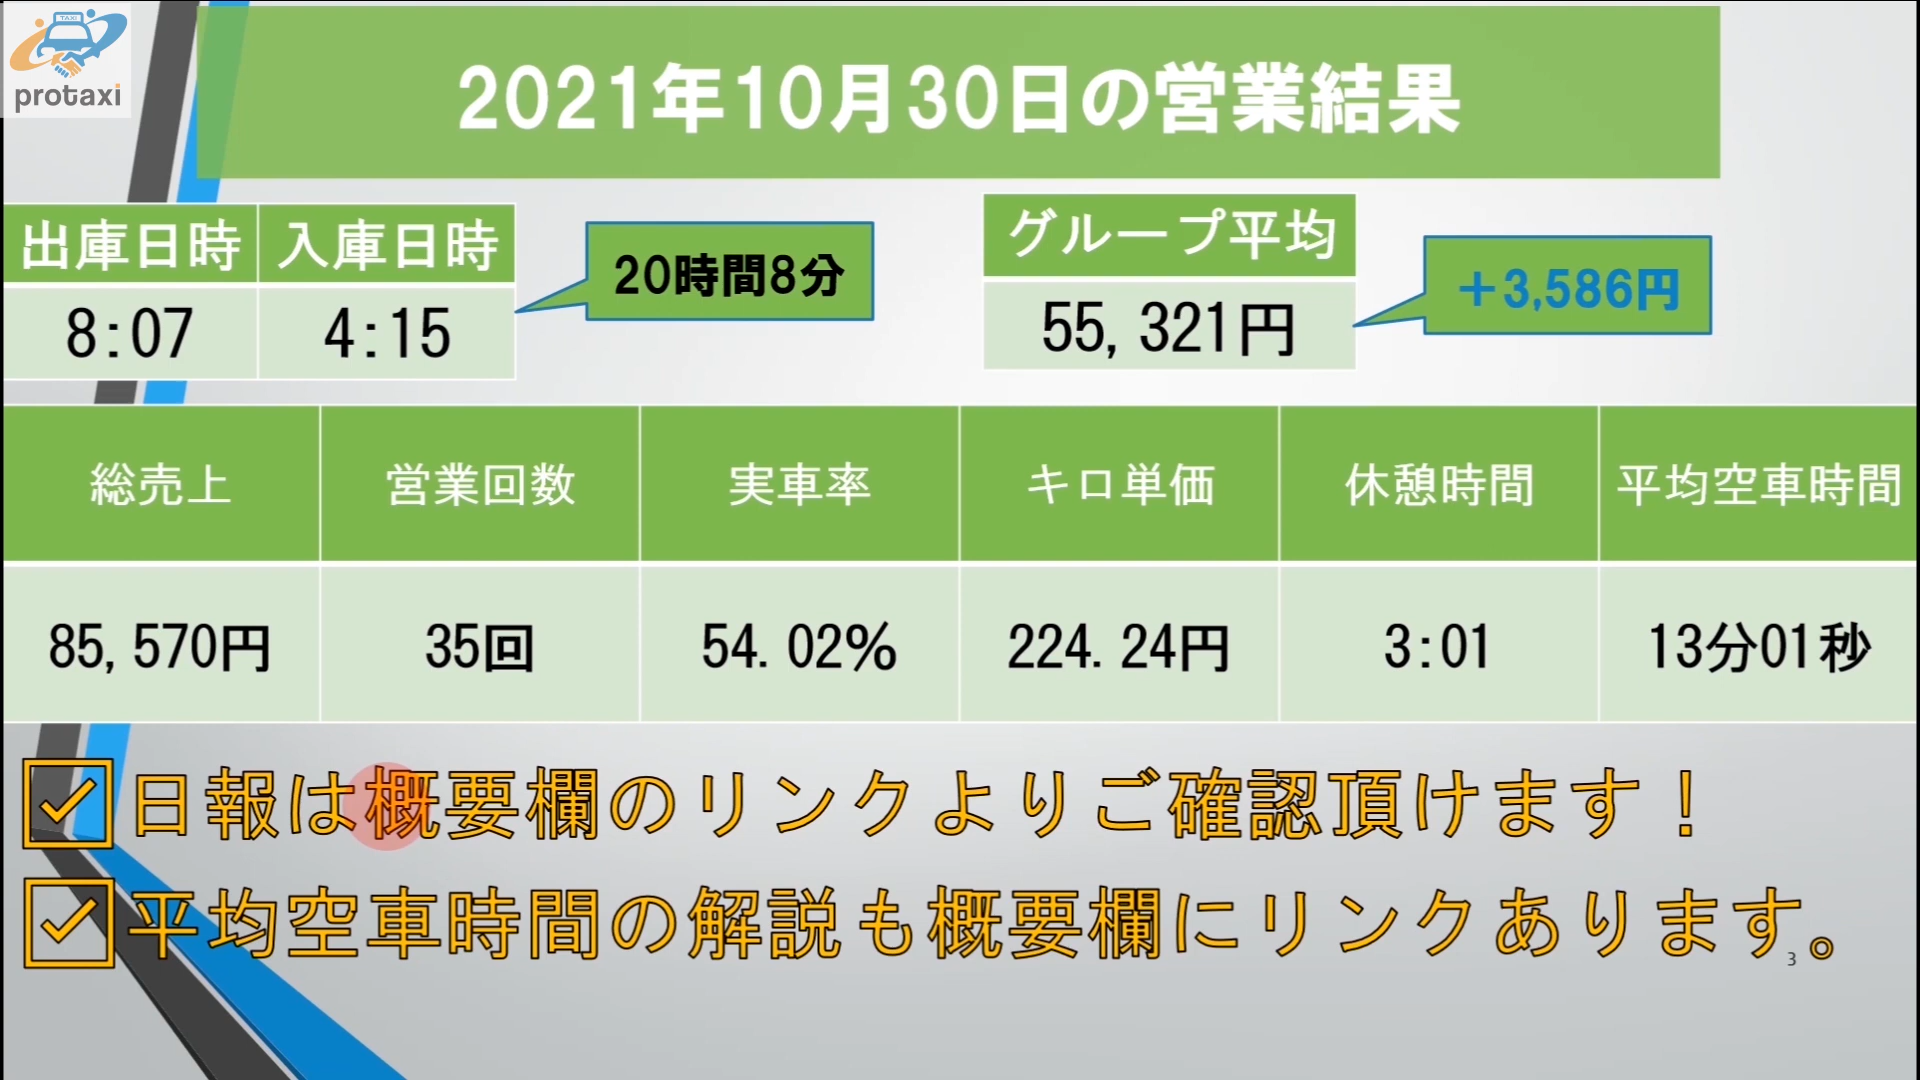 TAXI
protaxi
2021年10月30日の営業結果
出庫日時 入庫日時
8:07 4:15
20時間8分
グループ平均
55,321円
+3,586円
総売上 営業回数 実車率 キロ単価 休憩時間 平均空車時間
85,570円 35回 54.02% 224.24円 3:01 13分01秒
☑日報は概要欄のリンクよりご確認頂けます！
☑平均空車時間の解説も概要欄にリンクあります。
3